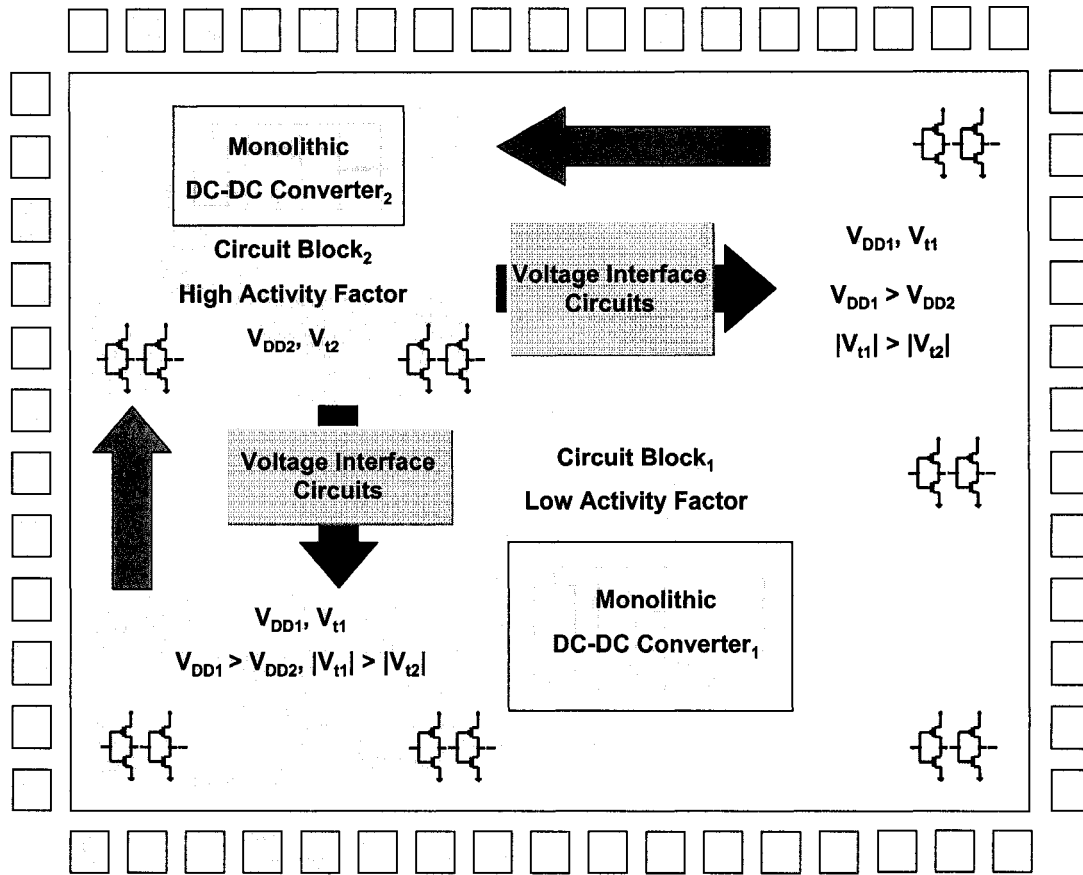 Monolithic
DC-DC Converter₂
Circuit Block₂
High Activity Factor
V_DD2, V_t2
Voltage Interface
Circuits
V_DD1, V_t1
V_DD1 > V_DD2
|V_t1| > |V_t2|
Voltage Interface
Circuits
Circuit Block₁
Low Activity Factor
V_DD1, V_t1
V_DD1 > V_DD2, |V_t1| > |V_t2|
Monolithic
DC-DC Converter₁